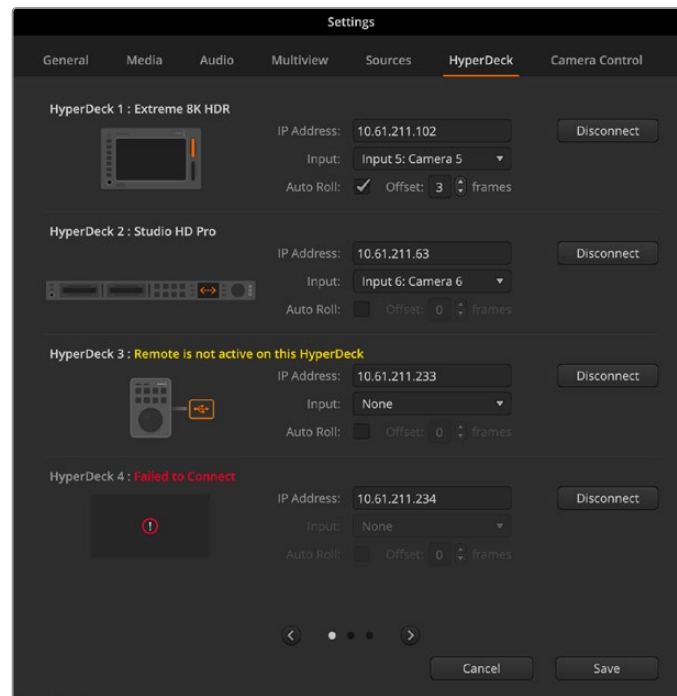 Settings
General Media Audio Multiview Sources HyperDeck Camera Control
HyperDeck 1 : Extreme 8K HDR
IP Address: 10.61.211.102 Disconnect
Input: Input 5: Camera 5
Auto Roll: Offset: 3 frames
HyperDeck 2 : Studio HD Pro
IP Address: 10.61.211.63 Disconnect
Input: Input 6: Camera 6
Auto Roll: Offset: 0 frames
HyperDeck 3 : Remote is not active on this HyperDeck
IP Address: 10.61.211.233 Disconnect
Input: None
Auto Roll: Offset: 0 frames
HyperDeck 4 : Failed to Connect
IP Address: 10.61.211.234 Disconnect
Input: None
Auto Roll: Offset: 0 frames
Cancel Save